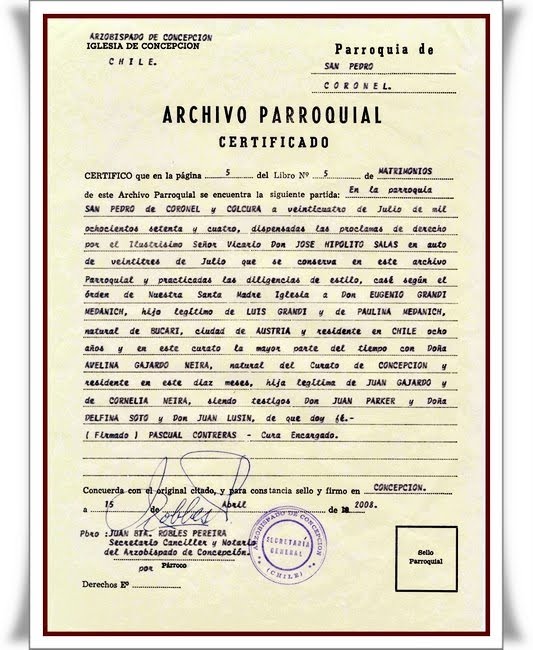 ARZOBISPADO DE CONCEPCION
IGLESIA DE CONCEPCION
CHILE.
Parroquia de
SAN PEDRO
CORONEL.
ARCHIVO PARROQUIAL
CERTIFICADO
CERTIFICO que en la página 5 del Libro Nº 5 de MATRIMONIOS
de este Archivo Parroquial se encuentra la siguiente partida: En la parroquia
SAN PEDRO de CORONEL y COLCURA a veinticuatro de Julio de mil
ochocientos setenta y cuatro, dispensadas las proclamas de derecho
por el Ilustrísimo Señor Vicario Don JOSE HIPOLITO SALAS en auto
de veintitres de Julio que se conserva en este archivo
Parroquial y practicadas las diligencias de estilo, casé según el
órden de Nuestra Santa Madre Iglesia a Don EUGENIO GRANDI
MEDANICH, hijo legítimo de LUIS GRANDI y de PAULINA MEDANICH,
natural de BUCARI, ciudad de AUSTRIA y residente en CHILE ocho
años y en este curato la mayor parte del tiempo con Doña
AVELINA GAJARDO NEIRA, natural del Curato de CONCEPCION y
residente en este diaz meses, hija legítima de JUAN GAJARDO y
de CORNELIA NEIRA, siendo testigos Don JUAN PARKER y Doña
DELFINA SOTO y Don JUAN LUSIN, de que doy fé.-
( Firmado ) PASCUAL CONTRERAS - Cura Encargado.
Concuerda con el original citado, y para constancia sello y firmo en CONCEPCION.
a 15 de Abril de 2008.
Robles
Pbro : JUAN BTA. ROBLES PEREIRA
Secretario Canciller y Notario
del Arzobispado de Concepción.
por Párroco
Derechos Eº
ARZOBISPADO DE CONCEPCION
SECRETARÍA
GENERAL
(CHILE)
Sello
Parroquial